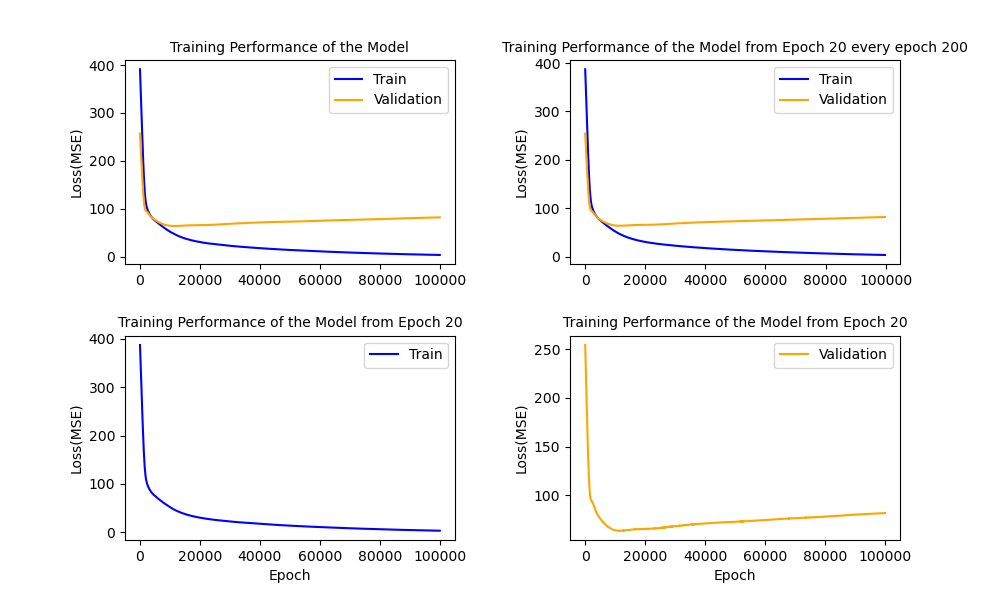 Training Performance of the Model
400
300
200
100
0
Loss(MSE)
Train
Validation
0 20000 40000 60000 80000 100000
Training Performance of the Model from Epoch 20 every epoch 200
400
300
200
100
0
Loss(MSE)
Train
Validation
0 20000 40000 60000 80000 100000
Training Performance of the Model from Epoch 20
400
300
200
100
0
Loss(MSE)
Train
0 20000 40000 60000 80000 100000
Epoch
Training Performance of the Model from Epoch 20
250
200
150
100
Loss(MSE)
Validation
0 20000 40000 60000 80000 100000
Epoch